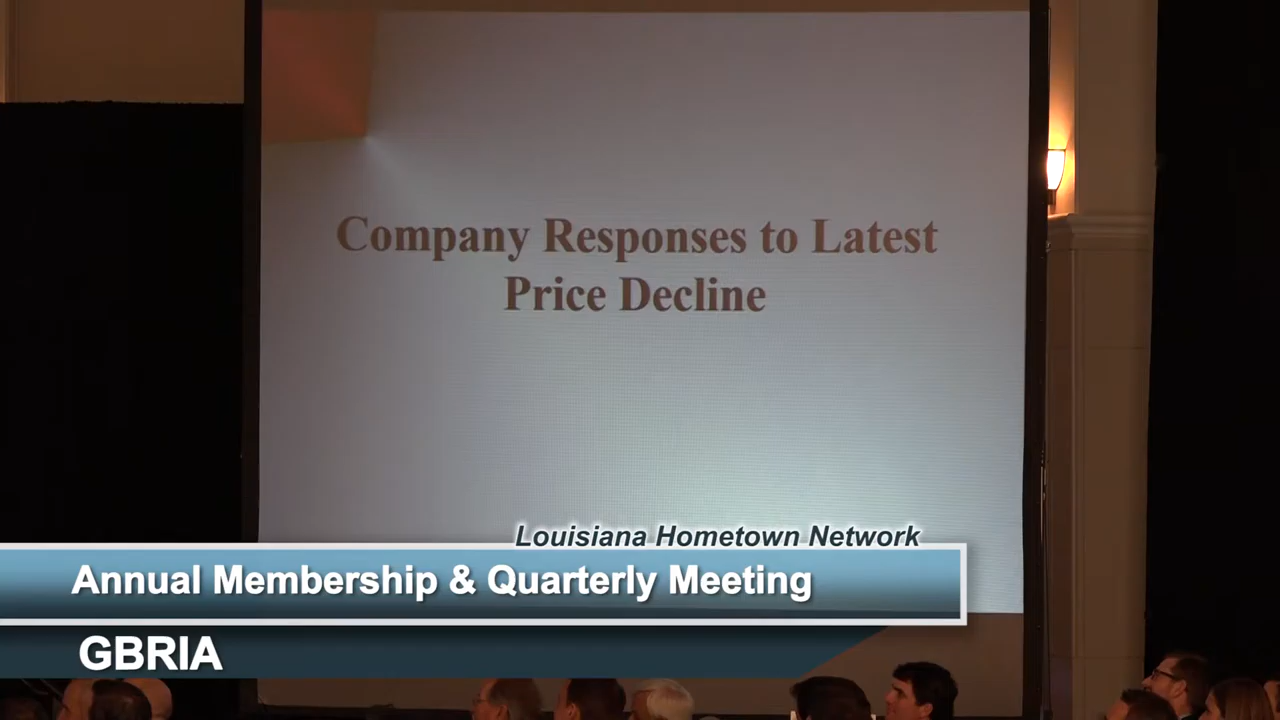 Company Responses to Latest
Price Decline
Louisiana Hometown Network
Annual Membership & Quarterly Meeting
GBRIA